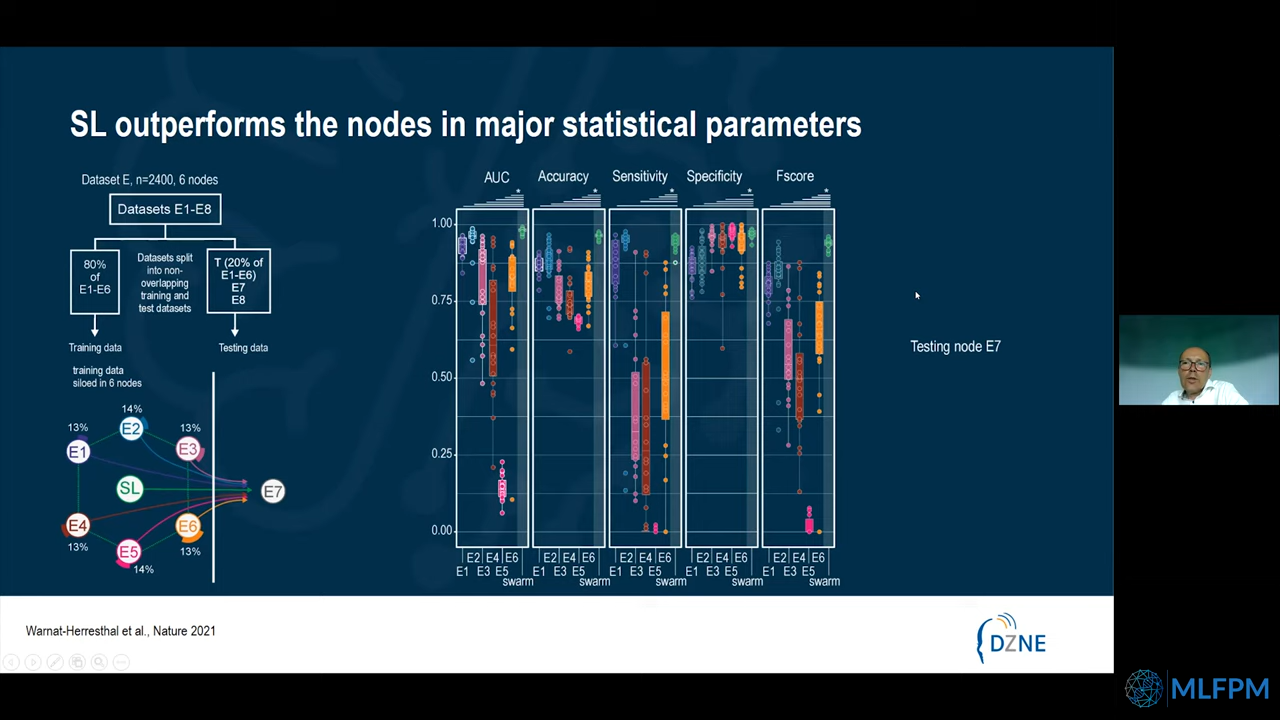 SL outperforms the nodes in major statistical parameters
Dataset E, n=2400, 6 nodes
Datasets E1-E8
80%
of
E1-E6
Datasets split
into non-
overlapping
training and
test datasets
T (20% of
E1-E6)
E7
E8
Training data
Testing data
training data
siloed in 6 nodes
14%
13%
13%
E2
E1
E3
SL
E7
E4
E6
E5
13%
13%
14%
AUC
Accuracy
Sensitivity
Specificity
Fscore
* * * * *
1.00
0.75
0.50
0.25
0.00
E2 E4 E6
E1 E3 E5
swarm
E2 E4 E6
E1 E3 E5
swarm
E2 E4 E6
E1 E3 E5
swarm
E2 E4 E6
E1 E3 E5
swarm
E2 E4 E6
E1 E3 E5
swarm
Testing node E7
Warnat-Herresthal et al., Nature 2021
DZNE
MLFPM